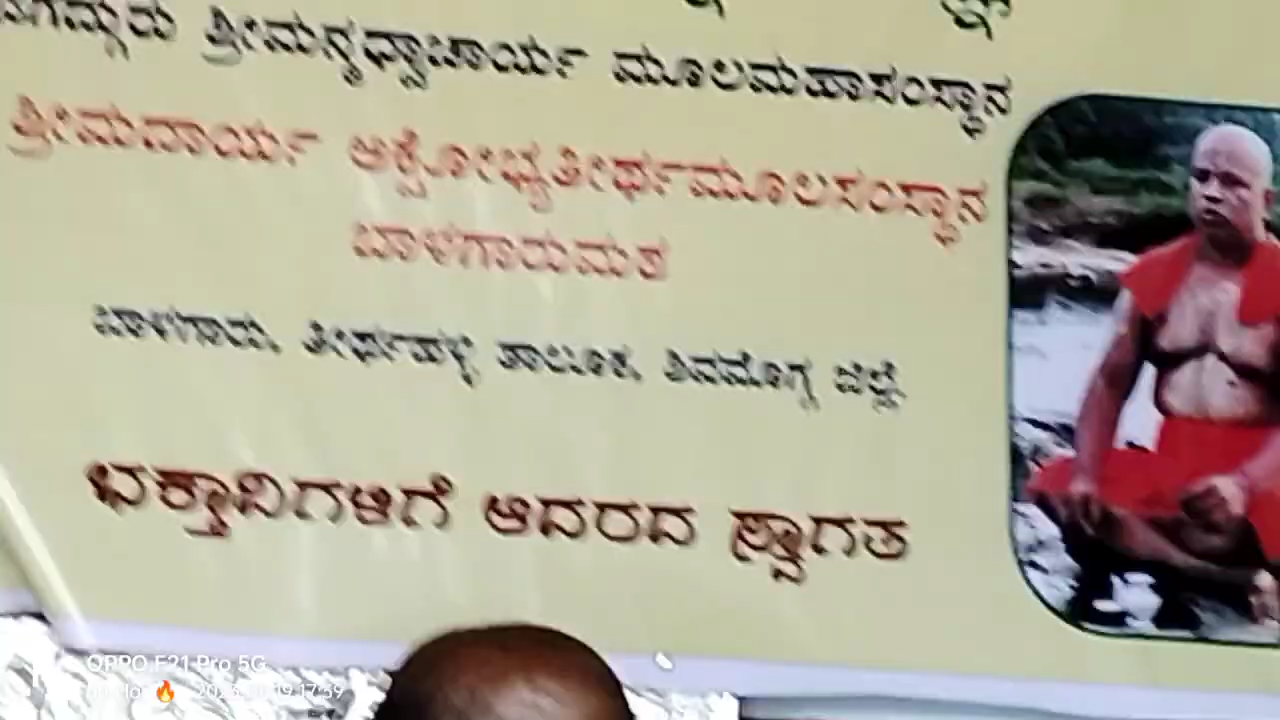 ಶ್ರೀಮನ್ಮಧ್ವಾಚಾರ್ಯ ಮೂಲಮಹಾಸಂಸ್ಥಾನ
ಶ್ರೀಮದಾರ್ಯ ಅಕ್ಷೋಭ್ಯತೀರ್ಥಮೂಲಸಂಸ್ಥಾನ
ಬಾಳಗಾರುಮಠ
ಬಾಳಗಾರು, ತೀರ್ಥಹಳ್ಳಿ ತಾಲೂಕು, ಶಿವಮೊಗ್ಗ ಜಿಲ್ಲೆ.
ಭಕ್ತಾದಿಗಳಿಗೆ ಆದರದ ಸ್ವಾಗತ
OPPO F21 Pro 5G